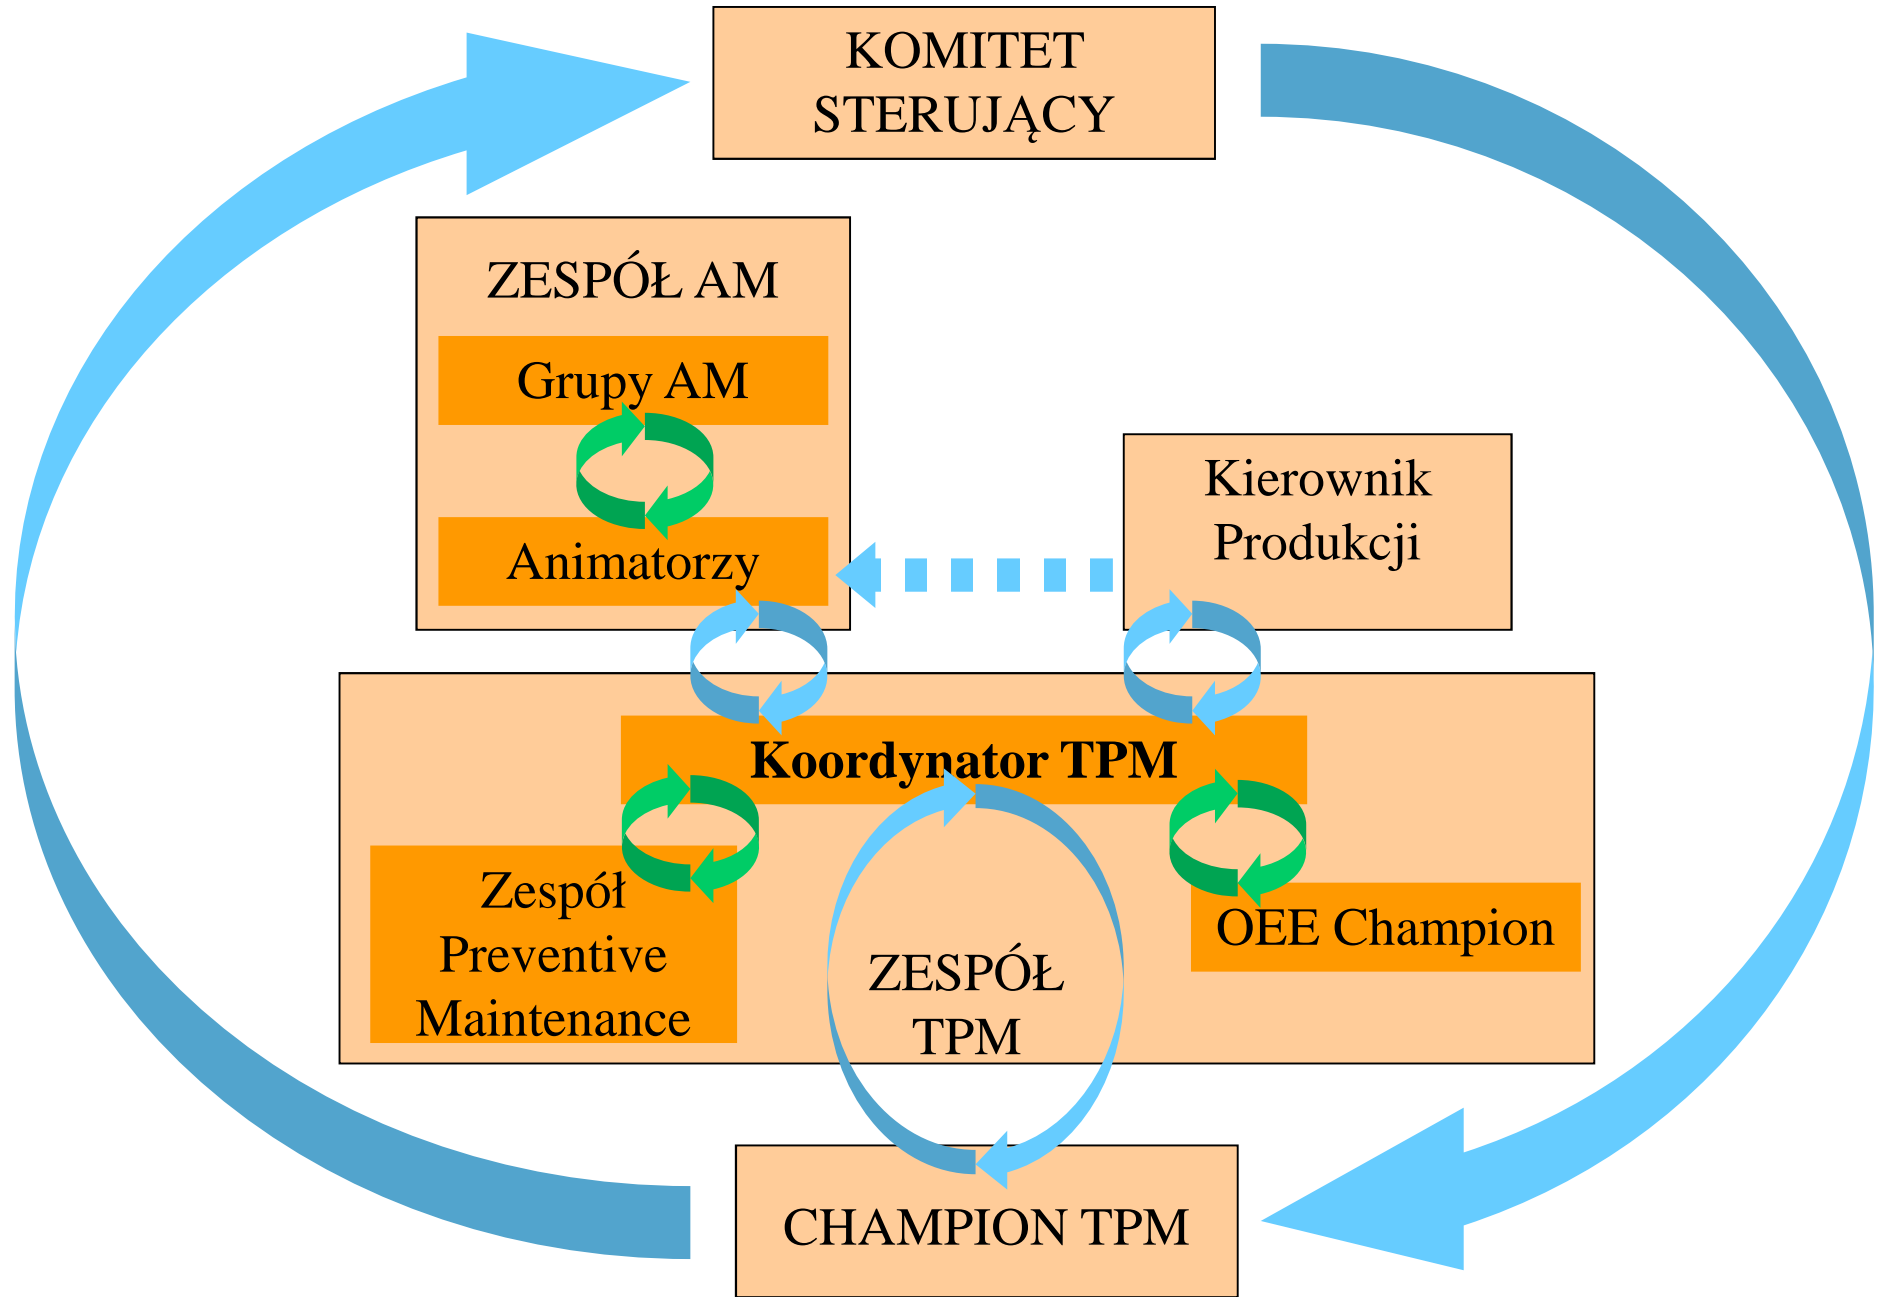 KOMITET
STERUJĄCY
ZESPÓŁ AM
Grupy AM
Animatorzy
Kierownik
Produkcji
Koordynator TPM
Zespół
Preventive
Maintenance
OEE Champion
ZESPÓŁ
TPM
CHAMPION TPM